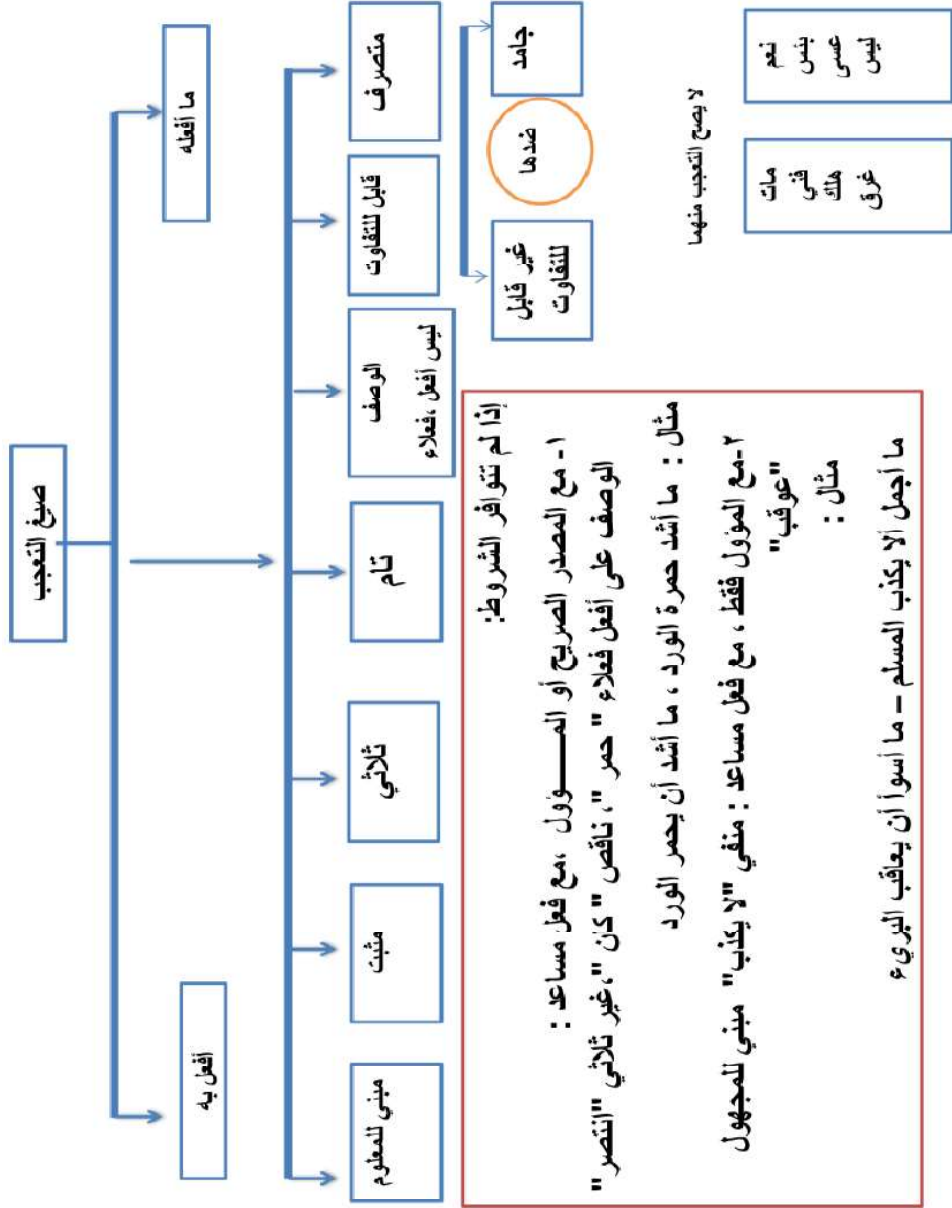 صيغ التعجب
ما أفعله
أفعل به
متصرف
قابل للتفاوت
الوصف
ليس أفعل ،فعلاء
تام
ثلاثي
مثبت
مبني للمعلوم
جامد
ضدها
غير قابل
للتفاوت
لا يصح التعجب منهما
نعم
بئس
عسى
ليس
مات
فني
هلك
غرق
إذا لم تتوافر الشروط:
١- مع المصدر الصريح أو المـــــؤول ،مع فعل مساعد :
الوصف على أفعل فعلاء "حمر "، ناقص "كان "،غير ثلاثي "انتصر"
مثال : ما أشد حمرة الورد ، ما أشد أن يحمر الورد
٢-مع المؤول فقط ، مع فعل مساعد : منفي "لا يكذب" مبني للمجهول
"عوقب"
مثال :
ما أجمل ألا يكذب المسلم – ما أسوأ أن يعاقب البريء